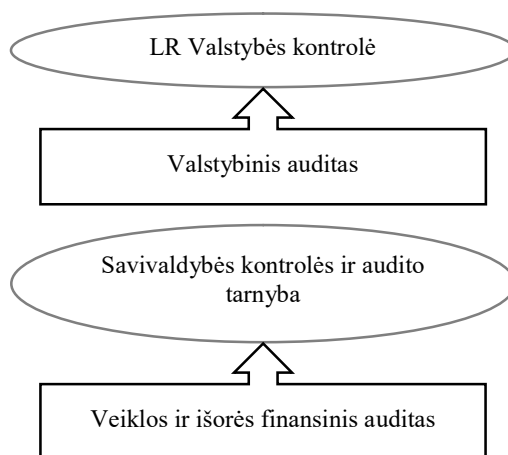 LR Valstybės kontrolė
Valstybinis auditas
Savivaldybės kontrolės ir audito
tarnyba
Veiklos ir išorės finansinis auditas